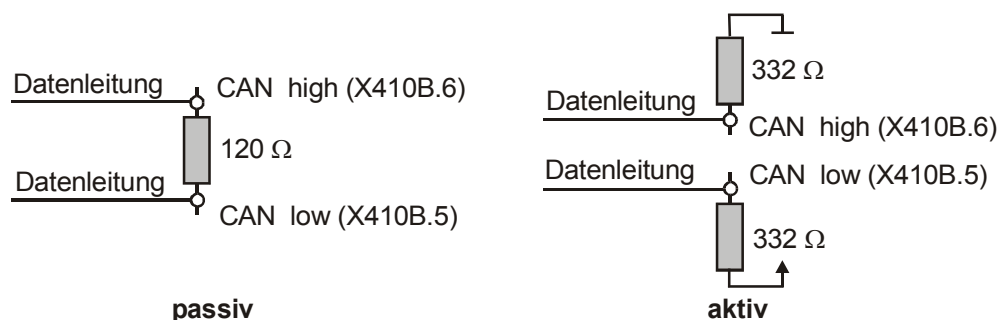 Datenleitung
CAN high (X410B.6)
120 Ω
Datenleitung
CAN low (X410B.5)
passiv
332 Ω
Datenleitung
CAN high (X410B.6)
Datenleitung
CAN low (X410B.5)
332 Ω
aktiv